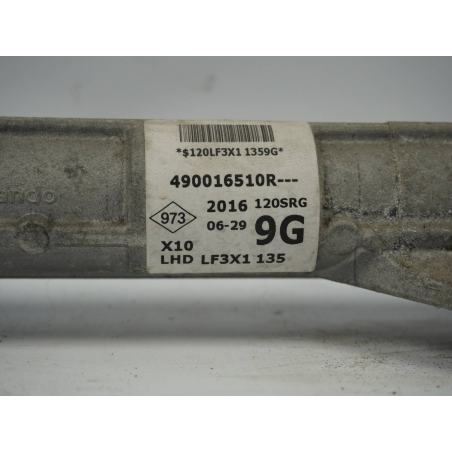 *$120LF3X1 1359G*
490016510R---
973 2016 120SRG
06-29 9G
X10
LHD LF3X1 135